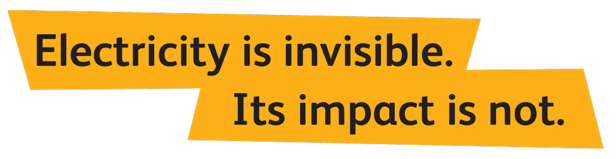 Electricity is invisible.
Its impact is not.